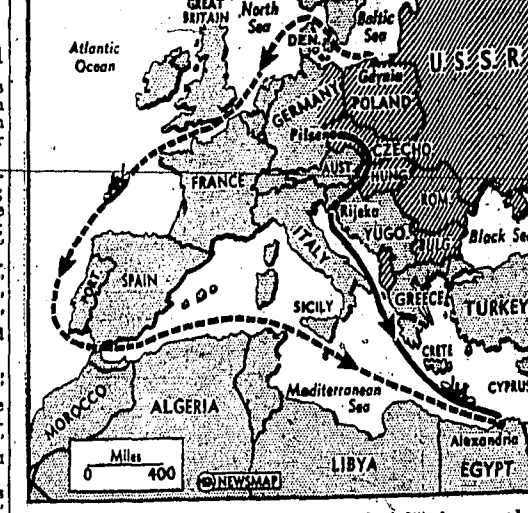 GREAT
BRITAIN
North
Sea
Baltic
Sea
DEN.
Atlantic
Ocean
U. S. S. R.
Gdynia
POLAND
GERMANY
Pilsen
CZECHO.
AUST.
HUNG.
FRANCE
ROM.
Rijeka
YUGO.
Black Sea
BULG.
ITALY
PORT.
SPAIN
GREECE
TURKEY
SICILY
CRETE
CYPRUS
Mediterranean
Sea
MOROCCO
ALGERIA
Alexandria
LIBYA
EGYPT
Miles
0 400
NEWSMAP